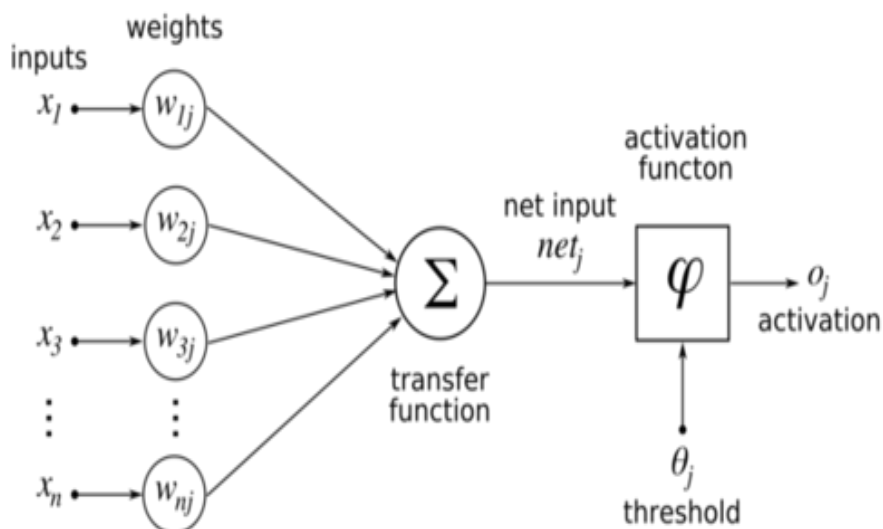 weights
inputs
x₁
w₁ⱼ
x₂
w₂ⱼ
x₃
w₃ⱼ
⋮
⋮
xₙ
wₙⱼ
Σ
transfer
function
net input
netⱼ
activation
functon
φ
oⱼ
activation
θⱼ
threshold